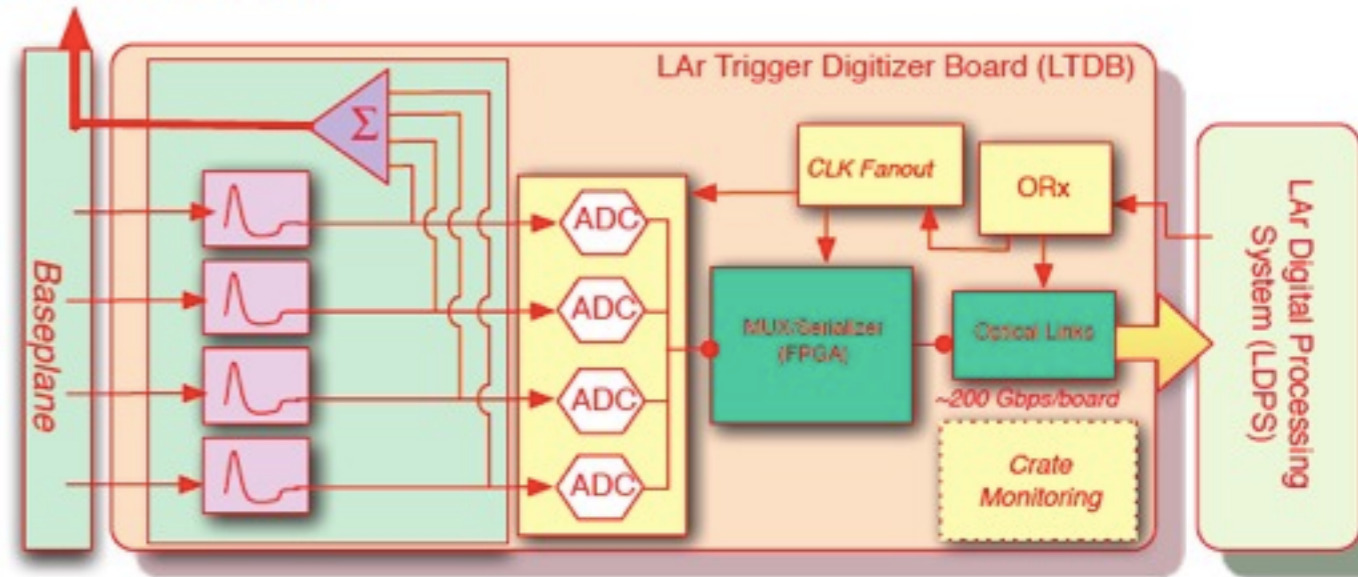 LAr Trigger Digitizer Board (LTDB)
Σ
CLK Fanout
ORx
ADC
ADC
ADC
ADC
MUX/Serializer
(FPGA)
Optical Links
~200 Gbps/board
Crate
Monitoring
Baseplane
LAr Digital Processing
System (LDPS)